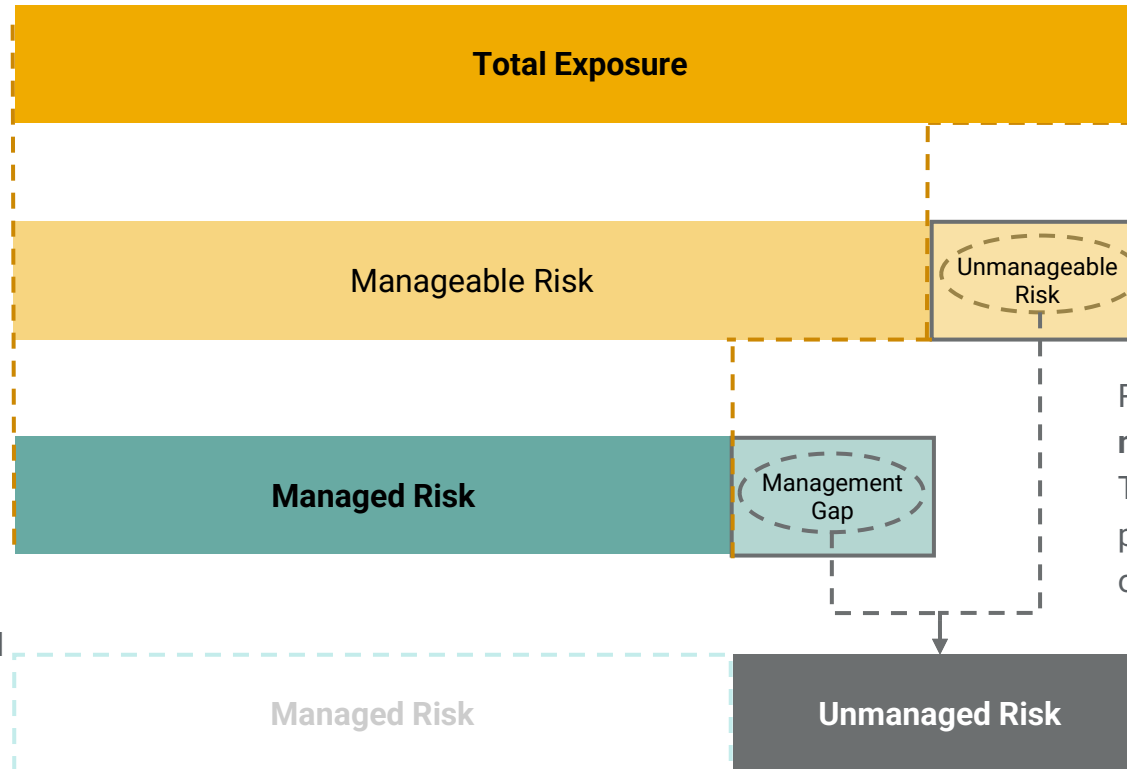 Total Exposure
Manageable Risk
Unmanageable
Risk
Managed Risk
Management
Gap
Managed Risk
Unmanaged Risk